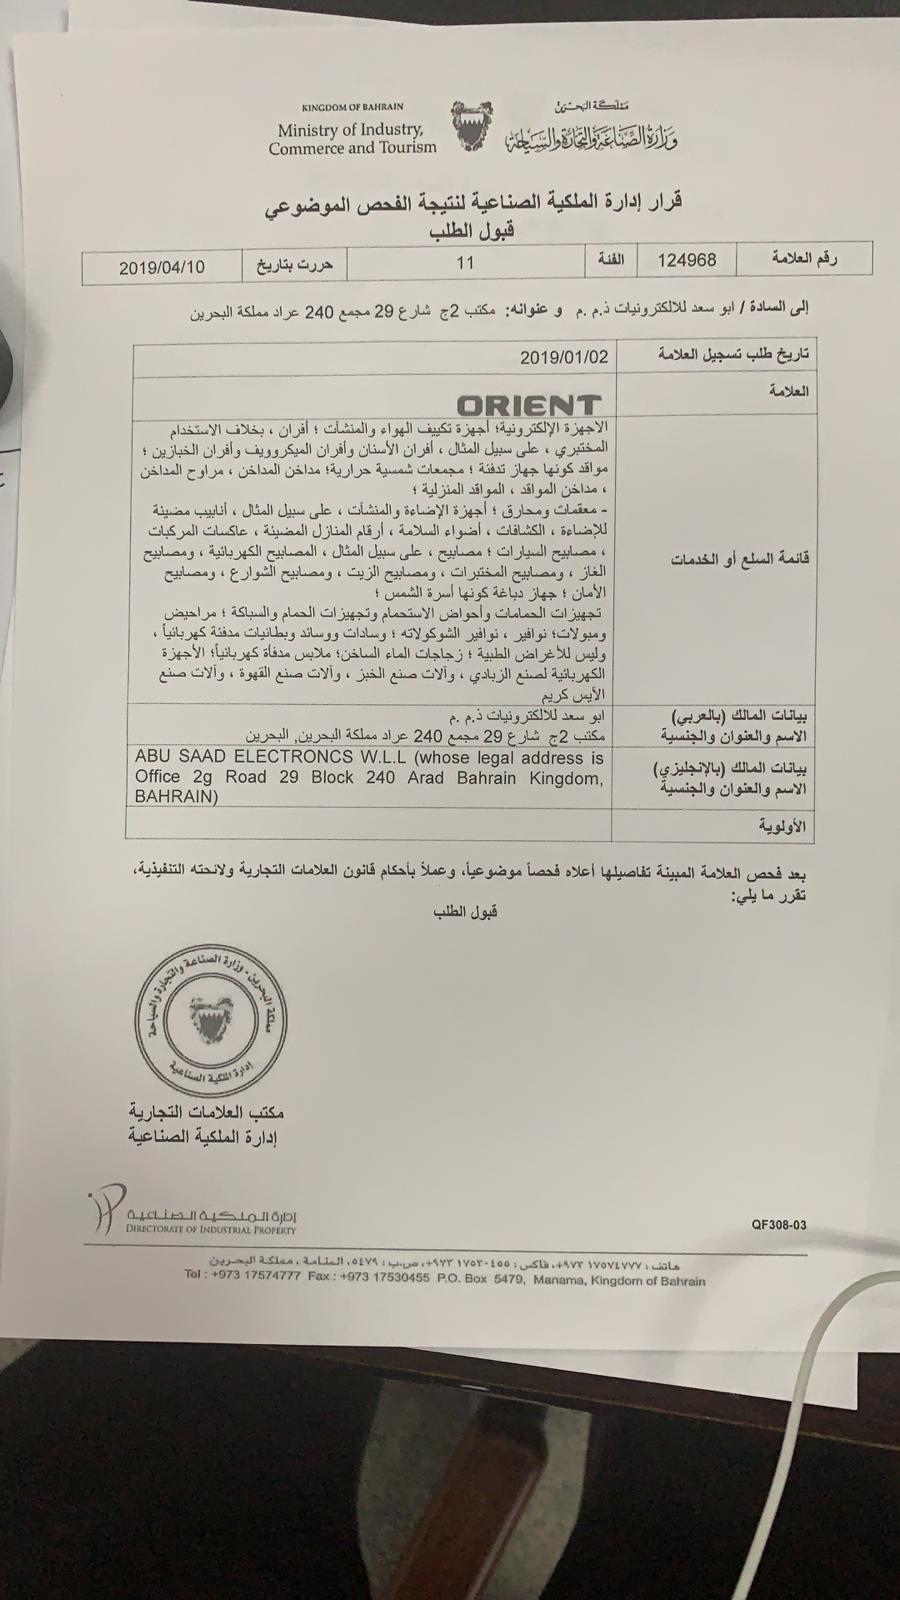 KINGDOM OF BAHRAIN
Ministry of Industry,
Commerce and Tourism
مملكة البحرين
وزارة الصناعة والتجارة والسياحة
قرار إدارة الملكية الصناعية لنتيجة الفحص الموضوعي
قبول الطلب
رقم العلامة 124968 الفئة 11 حررت بتاريخ 2019/04/10
إلى السادة / ابو سعد للالكترونيات ذ.م .م و عنوانه: مكتب 2ج شارع 29 مجمع 240 عراد مملكة البحرين
تاريخ طلب تسجيل العلامة 2019/01/02
العلامة ORIENT
قائمة السلع أو الخدمات
الاجهزة الإلكترونية؛ أجهزة تكييف الهواء والمنشآت ؛ أفران ، بخلاف الاستخدام
المختبري ، على سبيل المثال ، أفران الأسنان وأفران الميكروويف وأفران الخبازين ؛
مواقد كونها جهاز تدفئة ؛ مجمعات شمسية حرارية؛ مداخن المداخن ، مراوح المداخن
، مداخن المواقد ، المواقد المنزلية ؛
- معقمات ومحارق ؛ أجهزة الإضاءة والمنشآت ، على سبيل المثال ، أنابيب مضيئة
للإضاءة ، الكشافات ، أضواء السلامة ، أرقام المنازل المضيئة ، عاكسات المركبات
، مصابيح السيارات ؛ مصابيح ، على سبيل المثال ، المصابيح الكهربائية ، ومصابيح
الغاز ، ومصابيح المختبرات ، ومصابيح الزيت ، ومصابيح الشوارع ، ومصابيح
الأمان ؛ جهاز دباغة كونها أسرة الشمس ؛
تجهيزات الحمامات وأحواض الاستحمام وتجهيزات الحمام والسباكة ؛ مراحيض
ومبولات؛ نوافير ، نوافير الشوكولاته ؛ وسادات ووسائد وبطانيات مدفئة كهربائياً ،
وليس للأغراض الطبية ؛ زجاجات الماء الساخن؛ ملابس مدفأة كهربائياً؛ الأجهزة
الكهربائية لصنع الزبادي ، وآلات صنع الخبز ، وآلات صنع القهوة ، وآلات صنع
الآيس كريم
بيانات المالك (بالعربي)
الاسم والعنوان والجنسية
ابو سعد للالكترونيات ذ.م .م
مكتب 2ج شارع 29 مجمع 240 عراد مملكة البحرين, البحرين
بيانات المالك (بالإنجليزي)
الاسم والعنوان والجنسية
ABU SAAD ELECTRONCS W.L.L (whose legal address is
Office 2g Road 29 Block 240 Arad Bahrain Kingdom,
BAHRAIN)
الأولوية
بعد فحص العلامة المبينة تفاصيلها أعلاه فحصاً موضوعياً، وعملاً بأحكام قانون العلامات التجارية ولائحته التنفيذية،
تقرر ما يلي:
قبول الطلب
مملكة البحرين - وزارة الصناعة والتجارة والسياحة
إدارة الملكية الصناعية
مكتب العلامات التجارية
إدارة الملكية الصناعية
إدارة الملكية الصناعية
DIRECTORATE OF INDUSTRIAL PROPERTY
QF308-03
هاتف : ١٧٥٧٤٧٧٧ ٩٧٣+، فاكس : ١٧٥٣٠٤٥٥ ٩٧٣+، ص.ب : ٥٤٧٩، المنامة ، مملكة البحرين
Tel : +973 17574777 Fax : +973 17530455 P.O. Box 5479, Manama, Kingdom of Bahrain